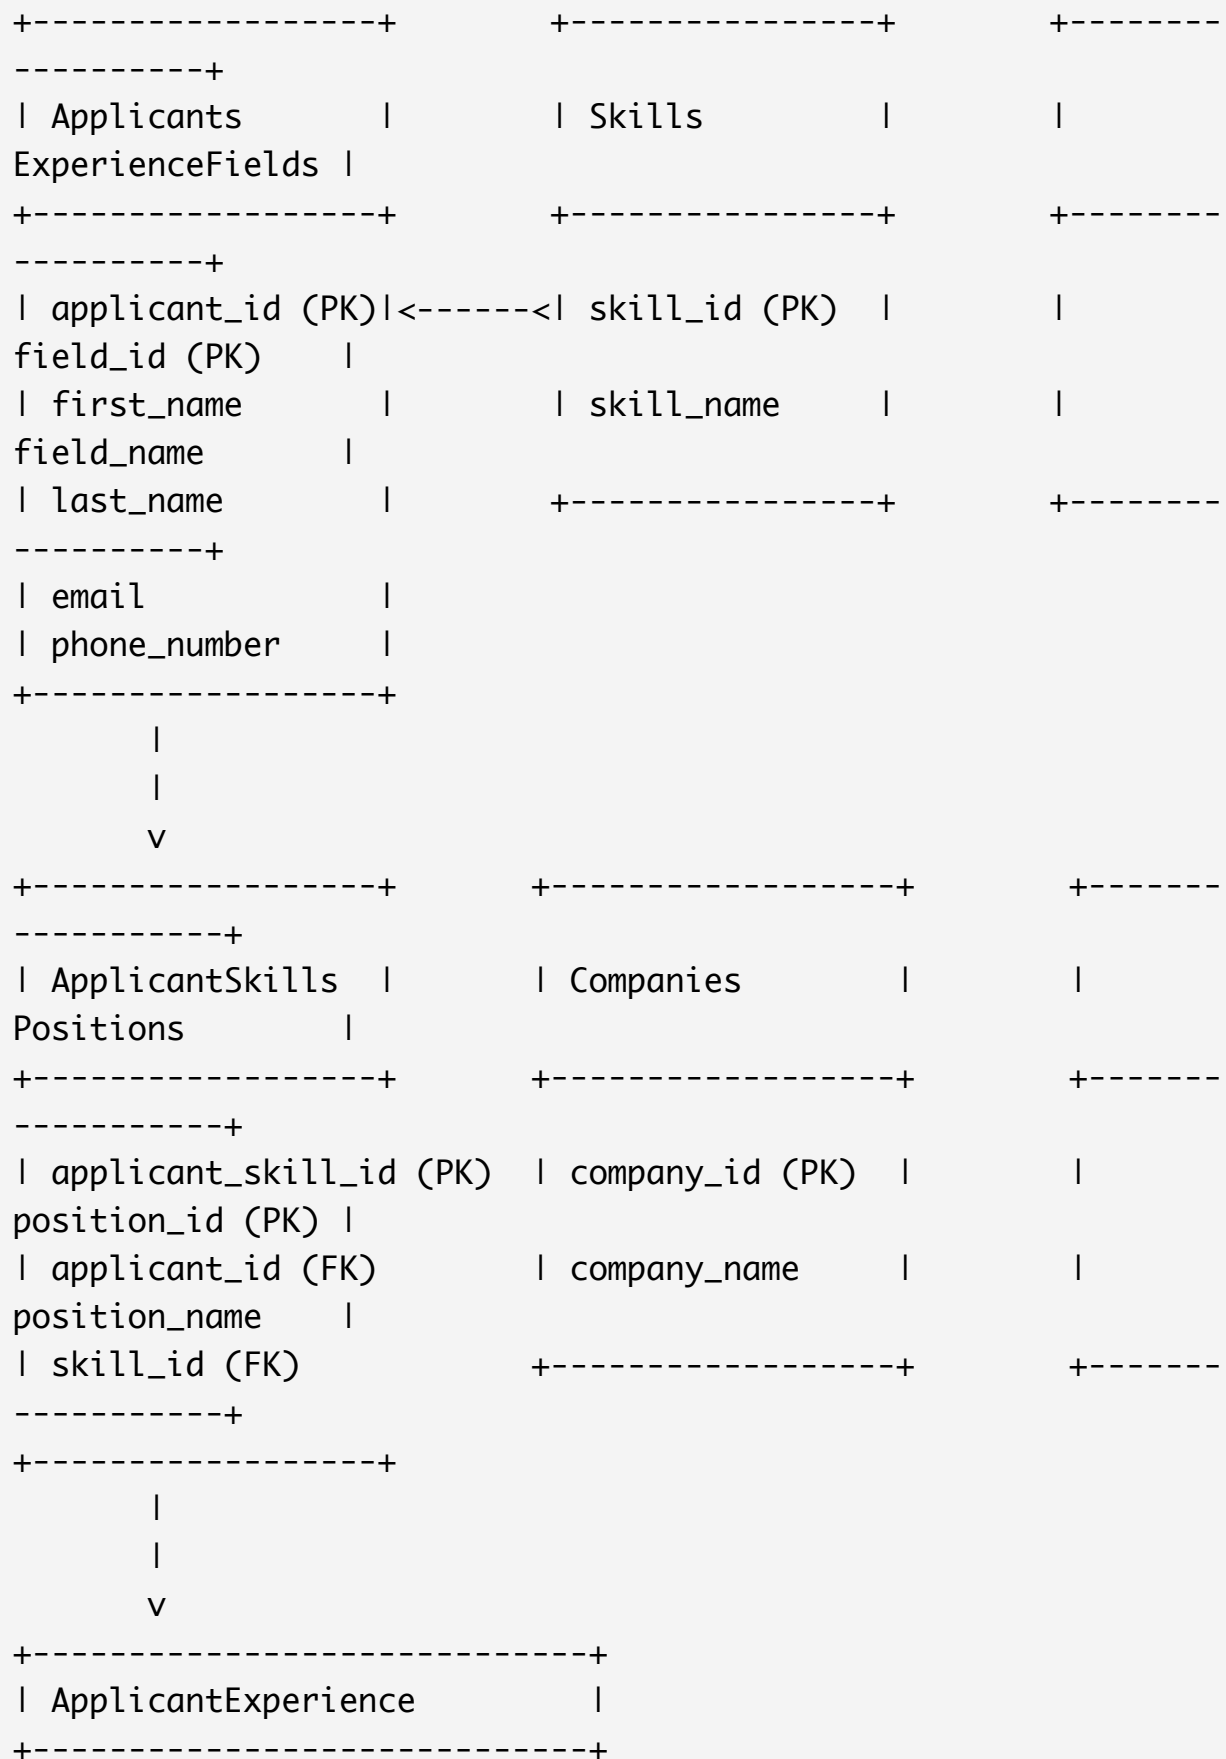 +------------------+        +----------------+        +--------
----------+
| Applicants       |        | Skills         |        |
ExperienceFields |
+------------------+        +----------------+        +--------
----------+
| applicant_id (PK)|<------<| skill_id (PK)  |        |
field_id (PK)    |
| first_name       |        | skill_name     |        |
field_name       |
| last_name        |        +----------------+        +--------
----------+
| email            |
| phone_number     |
+------------------+
       |
       |
       v
+------------------+       +------------------+        +-------
-----------+
| ApplicantSkills  |       | Companies        |        |
Positions        |
+------------------+       +------------------+        +-------
-----------+
| applicant_skill_id (PK)  | company_id (PK)  |        |
position_id (PK) |
| applicant_id (FK)        | company_name     |        |
position_name    |
| skill_id (FK)            +------------------+        +-------
-----------+
+------------------+
       |
       |
       v
+-----------------------------+
| ApplicantExperience         |
+-----------------------------+